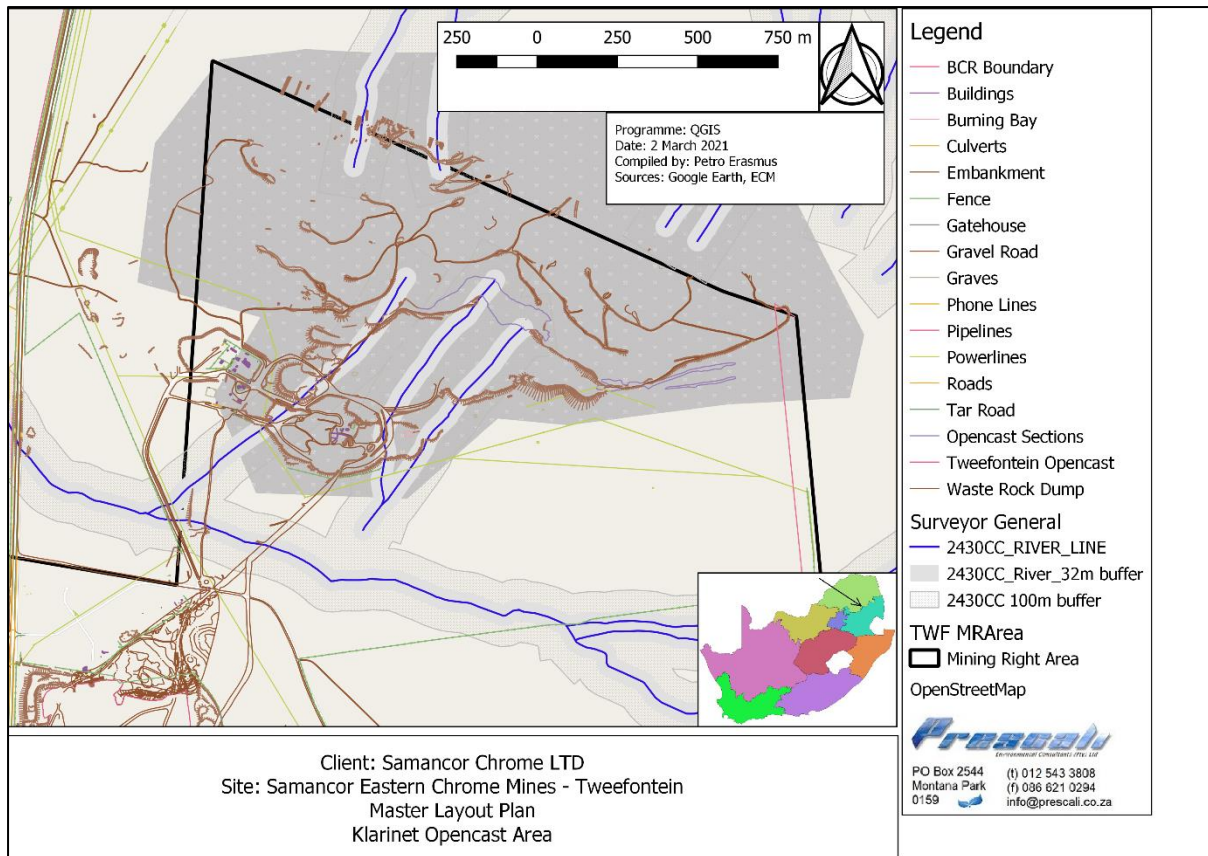 250 0 250 500 750 m
Programme: QGIS
Date: 2 March 2021
Compiled by: Petro Erasmus
Sources: Google Earth, ECM
Legend
BCR Boundary
Buildings
Burning Bay
Culverts
Embankment
Fence
Gatehouse
Gravel Road
Graves
Phone Lines
Pipelines
Powerlines
Roads
Tar Road
Opencast Sections
Tweefontein Opencast
Waste Rock Dump
Surveyor General
2430CC_RIVER_LINE
2430CC_River_32m buffer
2430CC 100m buffer
TWF MRArea
Mining Right Area
OpenStreetMap
Prescali
Environmental Consultants (Pty) Ltd
PO Box 2544
Montana Park
0159
(t) 012 543 3808
(f) 086 621 0294
info@prescali.co.za
Client: Samancor Chrome LTD
Site: Samancor Eastern Chrome Mines - Tweefontein
Master Layout Plan
Klarinet Opencast Area